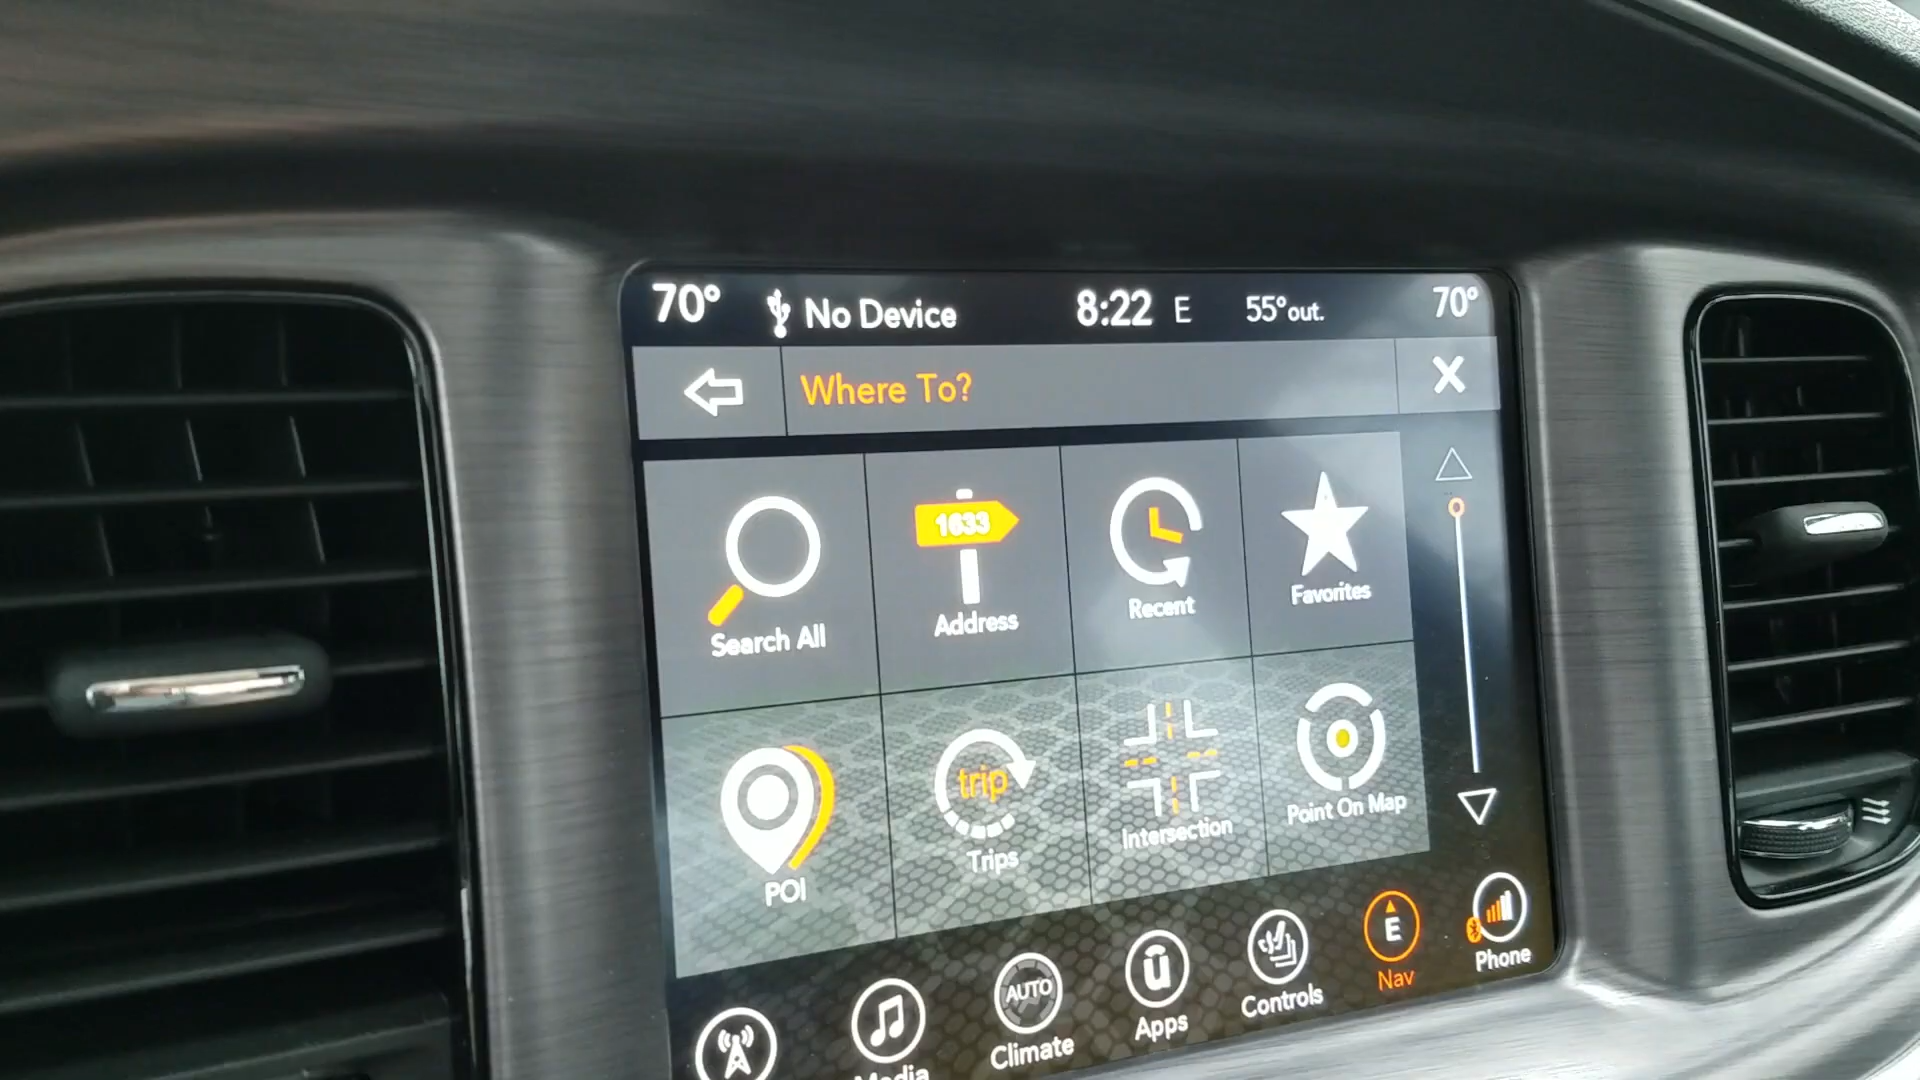 70° No Device 8:22 E 55° out. 70°
Where To? X
1633
Search All Address Recent Favorites
trip
POI Trips Intersection Point On Map
AUTO
E
Media Climate Apps Controls Nav Phone